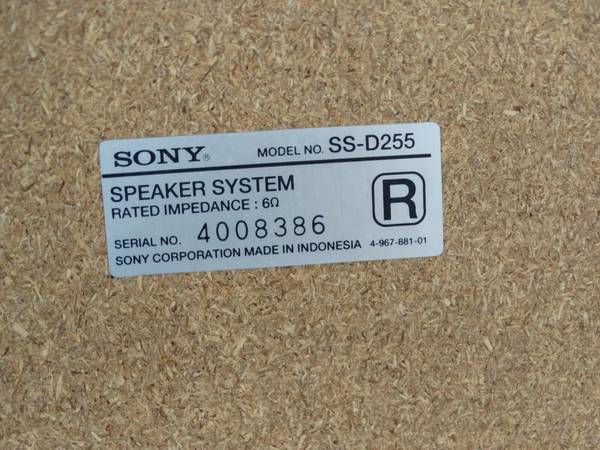 SONY® MODEL NO. SS-D255
SPEAKER SYSTEM
RATED IMPEDANCE : 6Ω
R
SERIAL NO. 4008386
SONY CORPORATION MADE IN INDONESIA 4-967-881-01